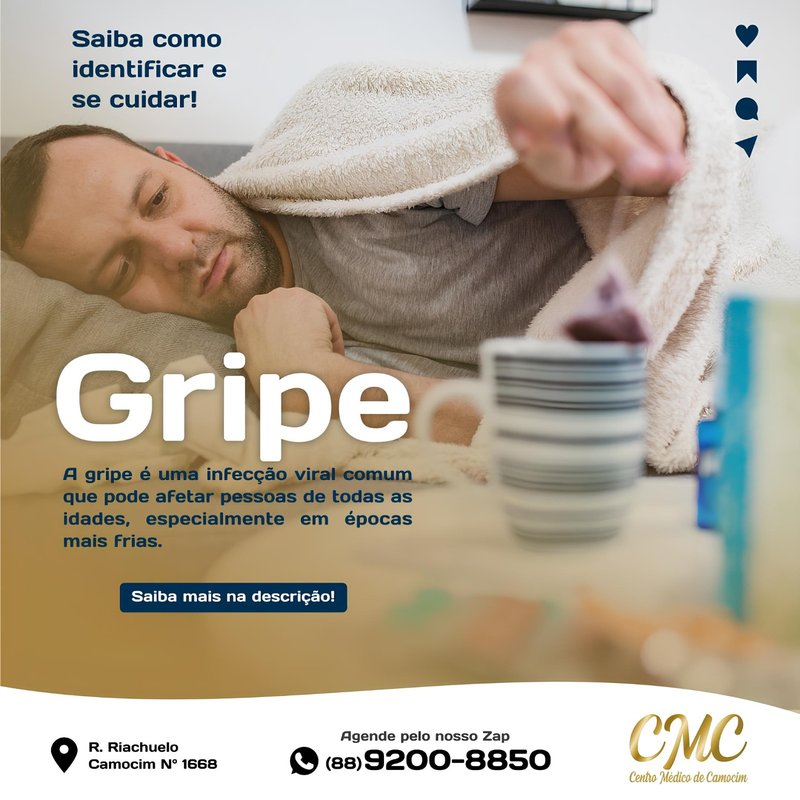 Saiba como
identificar e
se cuidar!
Gripe
A gripe é uma infecção viral comum
que pode afetar pessoas de todas as
idades, especialmente em épocas
mais frias.
Saiba mais na descrição!
R. Riachuelo
Camocim Nº 1668
Agende pelo nosso Zap
(88) 9200-8850
CMC
Centro Médico de Camocim